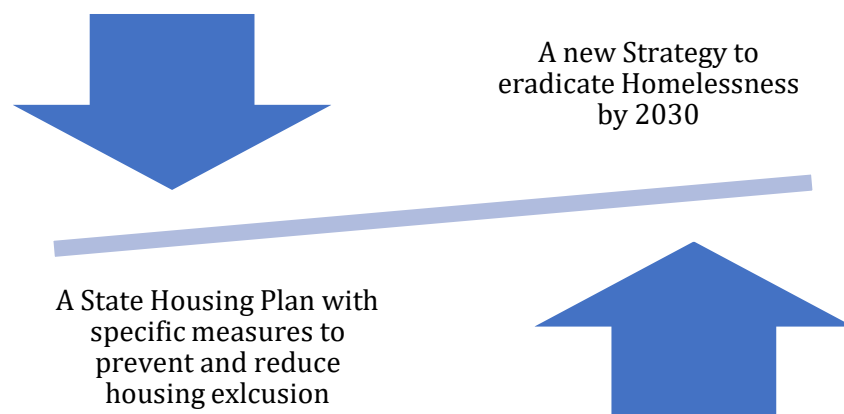 A new Strategy to
eradicate Homelessness
by 2030
A State Housing Plan with
specific measures to
prevent and reduce
housing exlcusion